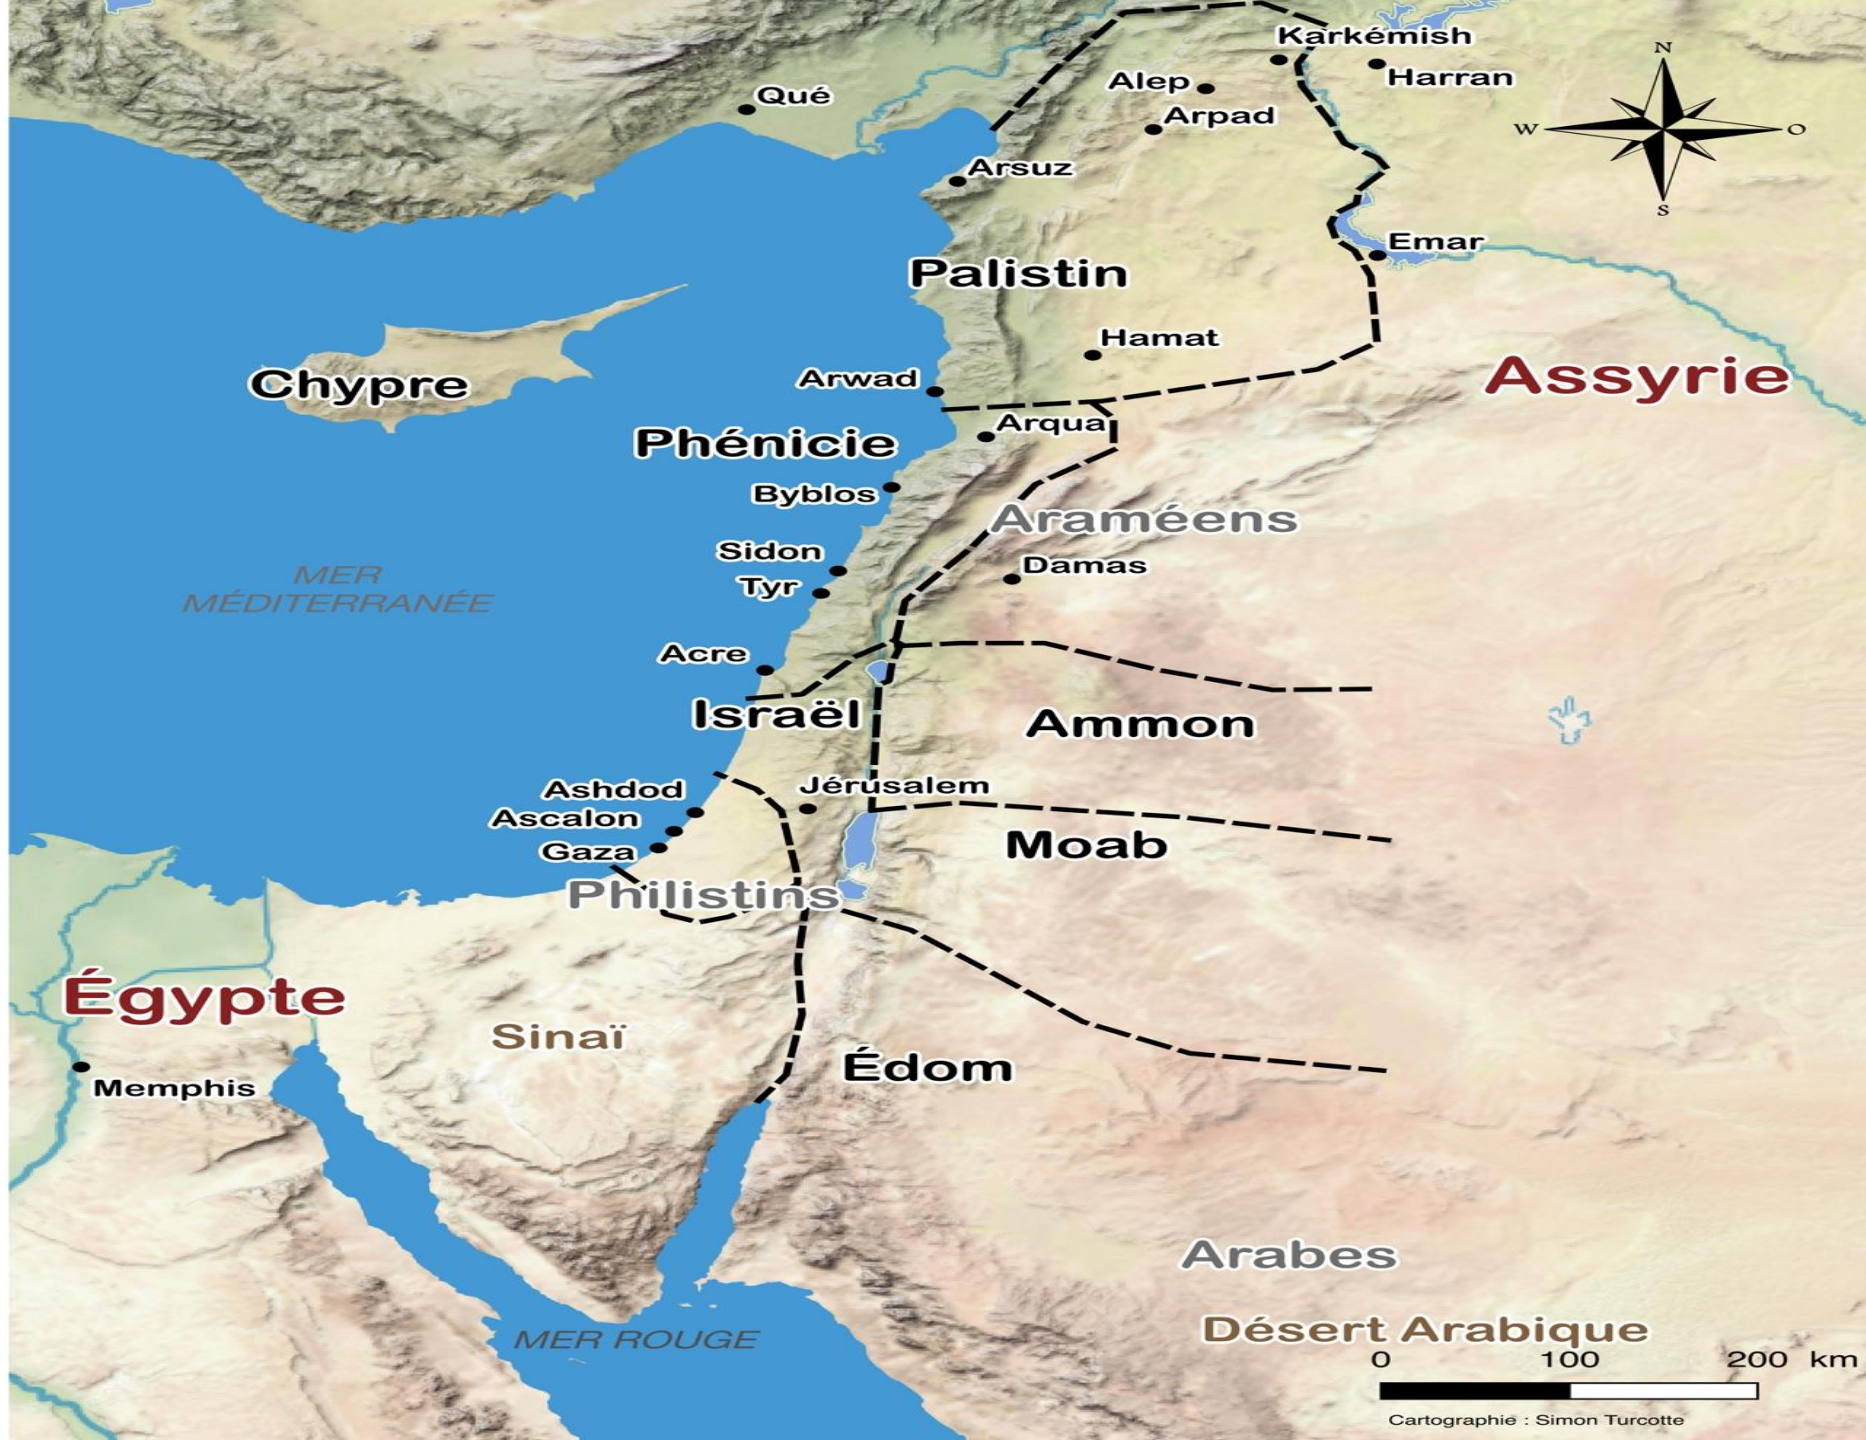 Karkémish
N
Qué
Alep
Harran
Arpad
W
O
Arsuz
S
Emar
Palistin
Hamat
Chypre
Arwad
Assyrie
Arqua
Phénicie
Byblos
Araméens
Sidon
Damas
MER
MÉDITERRANÉE
Tyr
Acre
Israël
Ammon
Ashdod
Jérusalem
Ascalon
Gaza
Moab
Philistins
Égypte
Sinaï
Édom
Memphis
Arabes
MER ROUGE
Désert Arabique
0 100 200 km
Cartographie : Simon Turcotte